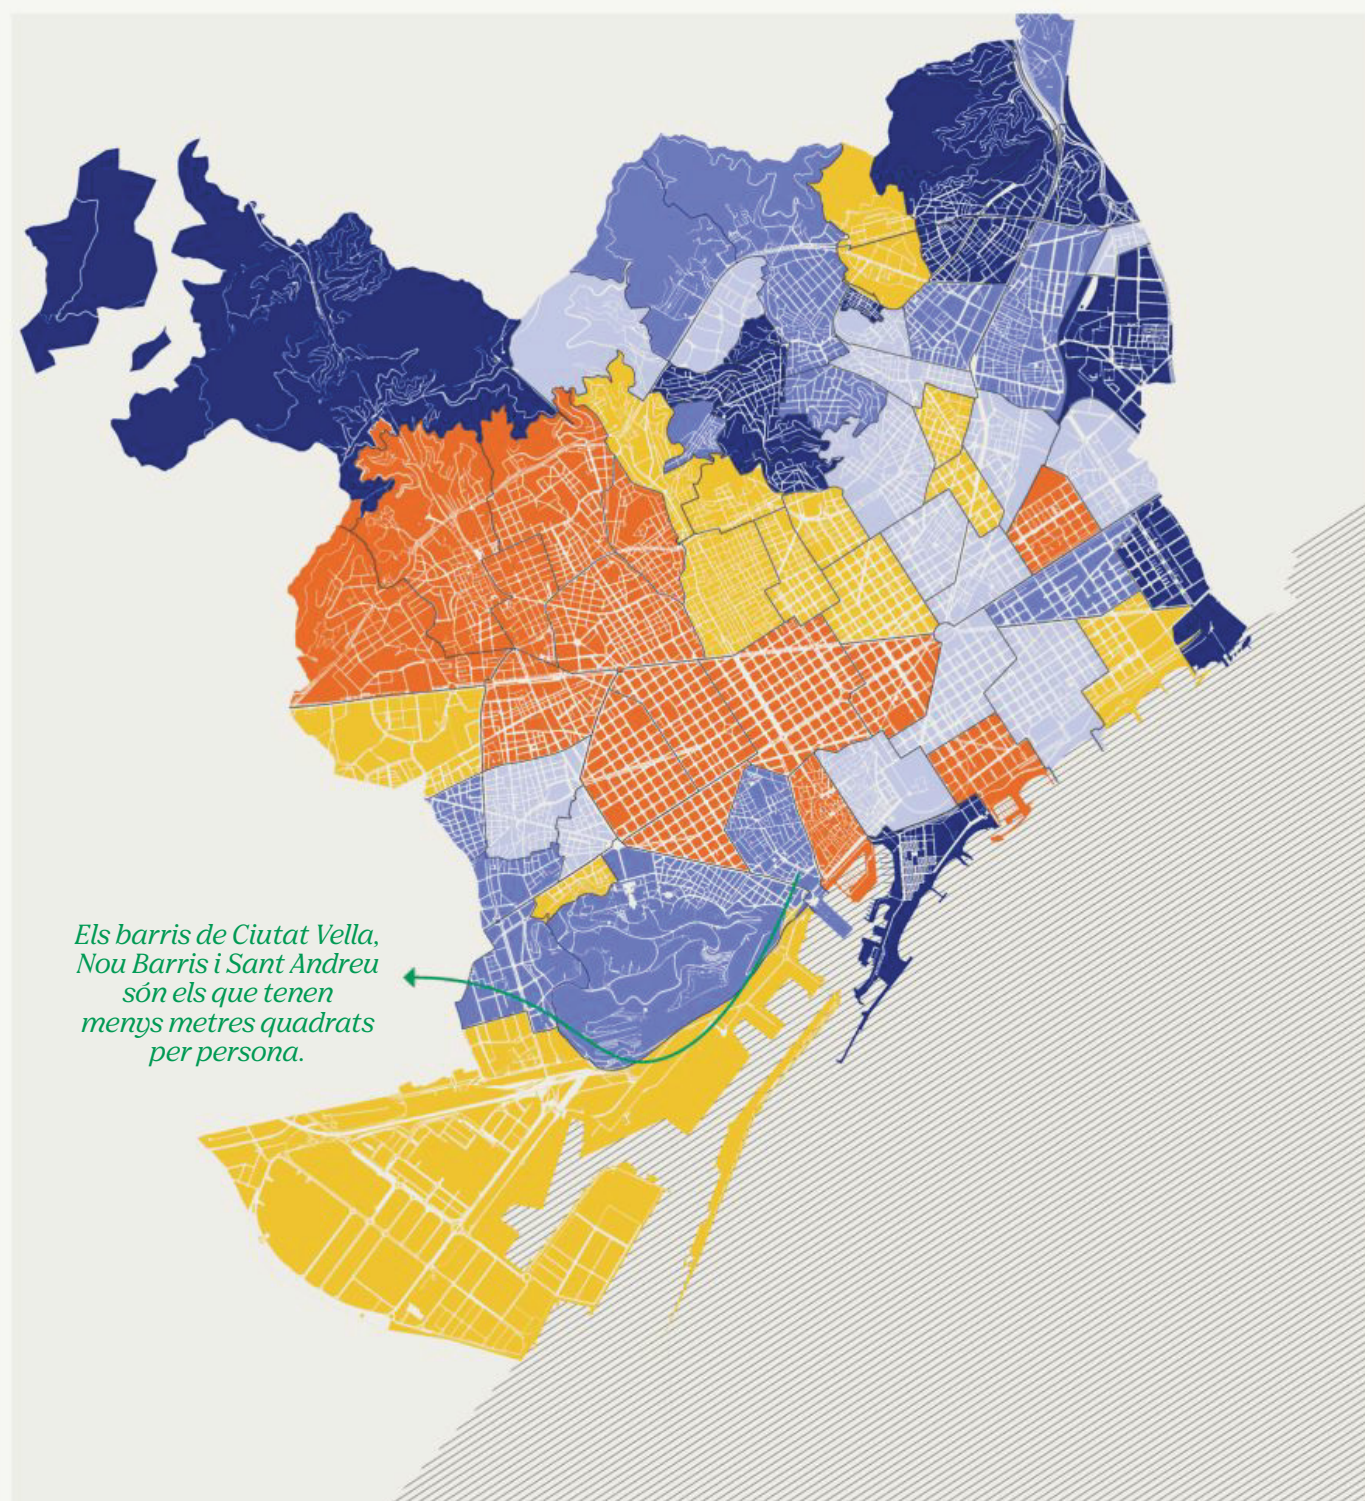 Els barris de Ciutat Vella,
Nou Barris i Sant Andreu
són els que tenen
menys metres quadrats
per persona.